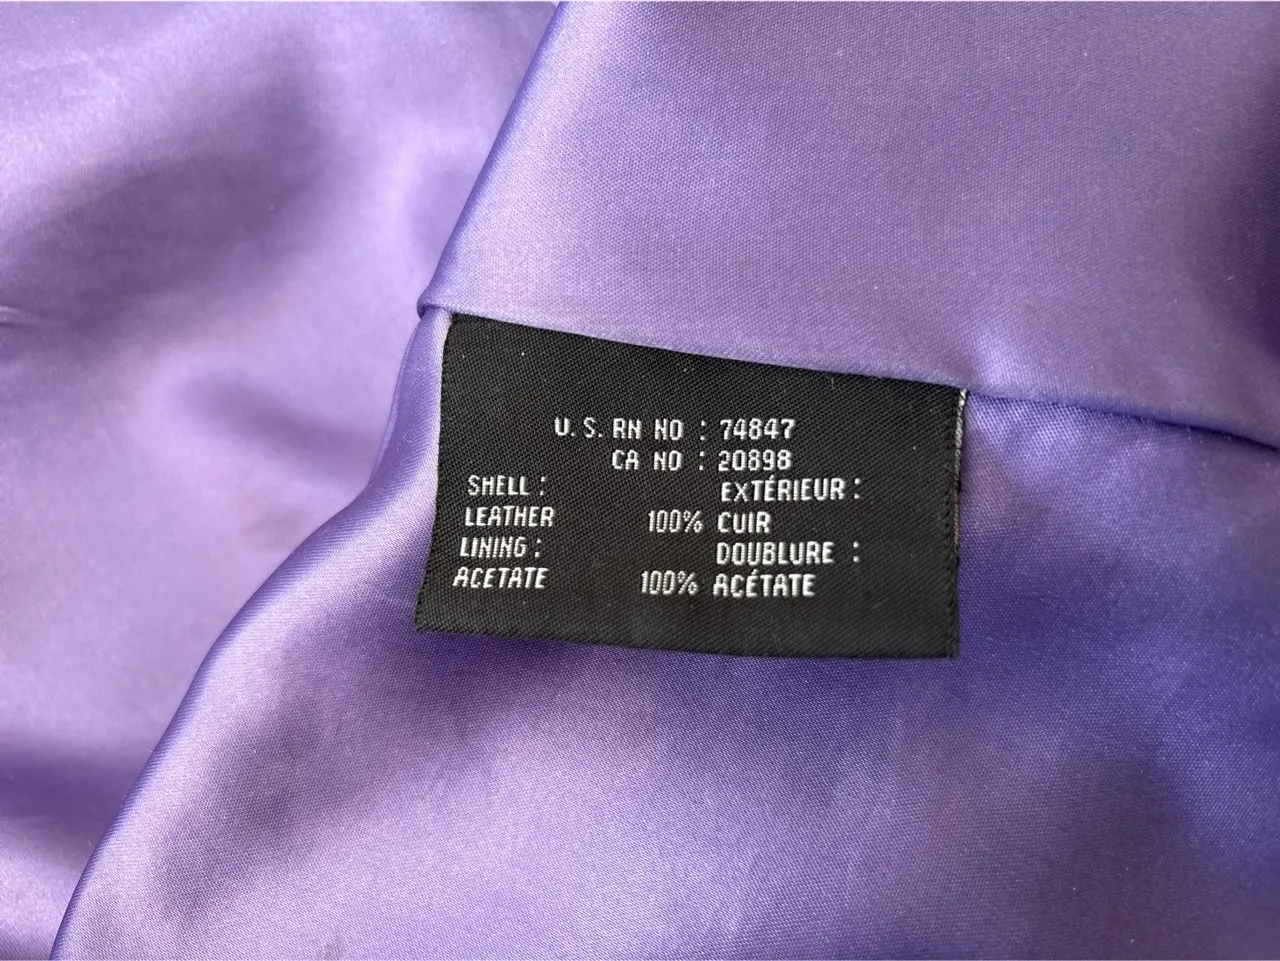 U.S. RN NO : 74847
CA NO : 20898
SHELL : EXTÉRIEUR :
LEATHER 100% CUIR
LINING : DOUBLURE :
ACETATE 100% ACÉTATE